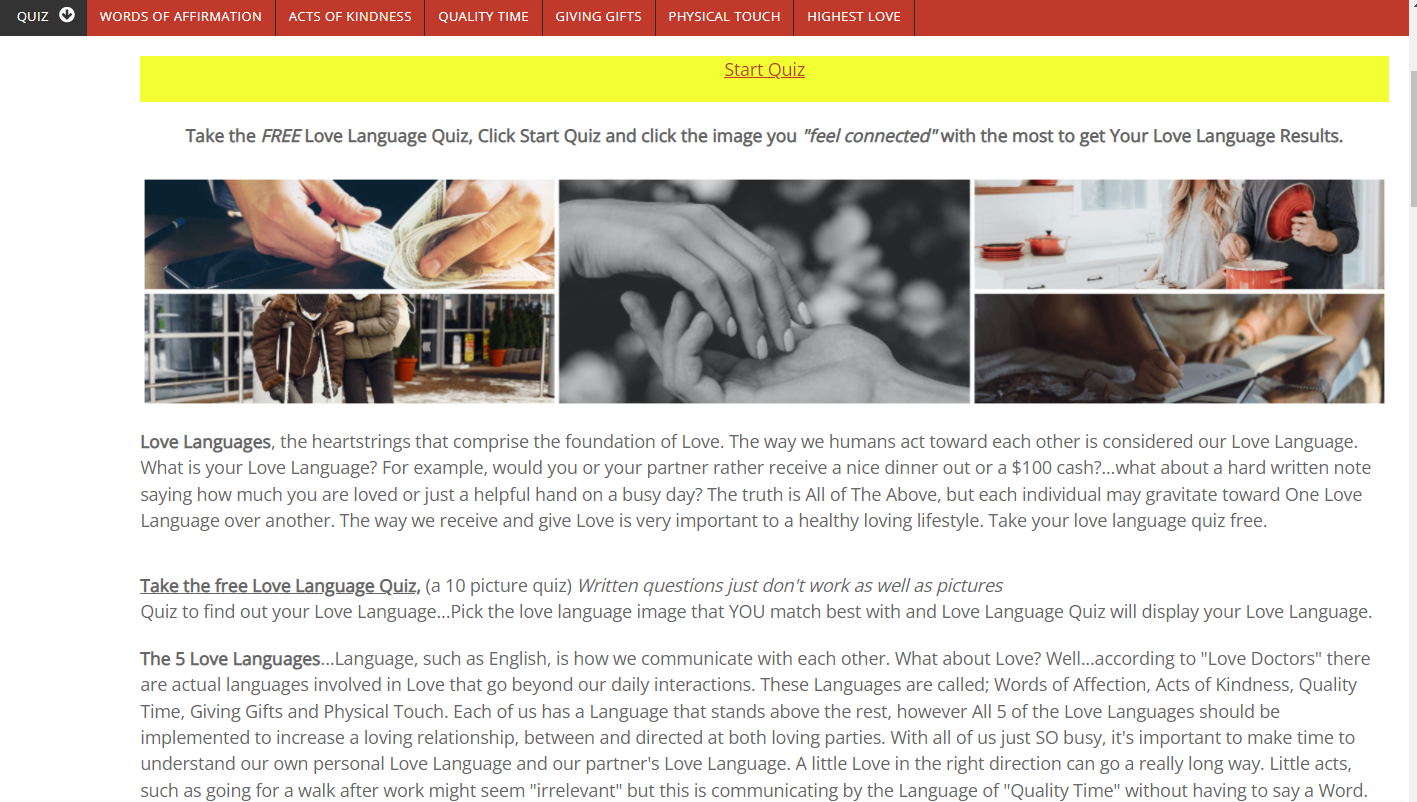 QUIZ WORDS OF AFFIRMATION ACTS OF KINDNESS QUALITY TIME GIVING GIFTS PHYSICAL TOUCH HIGHEST LOVE
Start Quiz
Take the FREE Love Language Quiz, Click Start Quiz and click the image you "feel connected" with the most to get Your Love Language Results.
Love Languages, the heartstrings that comprise the foundation of Love. The way we humans act toward each other is considered our Love Language.
What is your Love Language? For example, would you or your partner rather receive a nice dinner out or a $100 cash?...what about a hard written note
saying how much you are loved or just a helpful hand on a busy day? The truth is All of The Above, but each individual may gravitate toward One Love
Language over another. The way we receive and give Love is very important to a healthy loving lifestyle. Take your love language quiz free.
Take the free Love Language Quiz, (a 10 picture quiz) Written questions just don't work as well as pictures
Quiz to find out your Love Language...Pick the love language image that YOU match best with and Love Language Quiz will display your Love Language.
The 5 Love Languages...Language, such as English, is how we communicate with each other. What about Love? Well...according to "Love Doctors" there
are actual languages involved in Love that go beyond our daily interactions. These Languages are called; Words of Affection, Acts of Kindness, Quality
Time, Giving Gifts and Physical Touch. Each of us has a Language that stands above the rest, however All 5 of the Love Languages should be
implemented to increase a loving relationship, between and directed at both loving parties. With all of us just SO busy, it's important to make time to
understand our own personal Love Language and our partner's Love Language. A little Love in the right direction can go a really long way. Little acts,
such as going for a walk after work might seem "irrelevant" but this is communicating by the Language of "Quality Time" without having to say a Word.